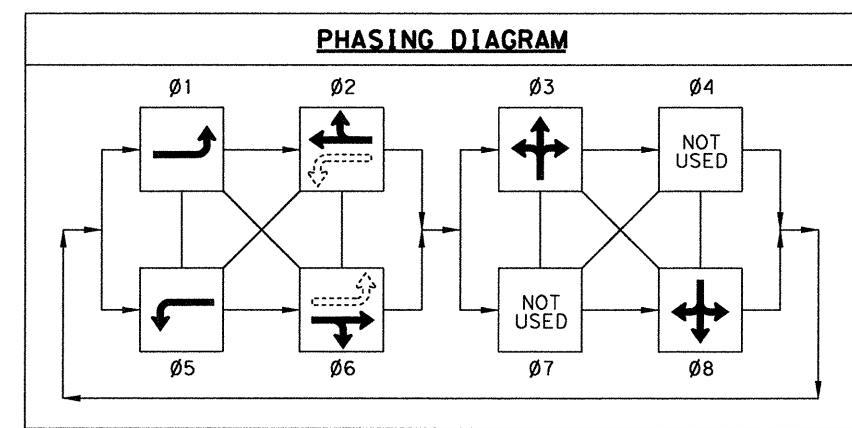 PHASING DIAGRAM
Ø1 Ø2 Ø3 Ø4
NOT
USED
NOT
USED
Ø5 Ø6 Ø7 Ø8